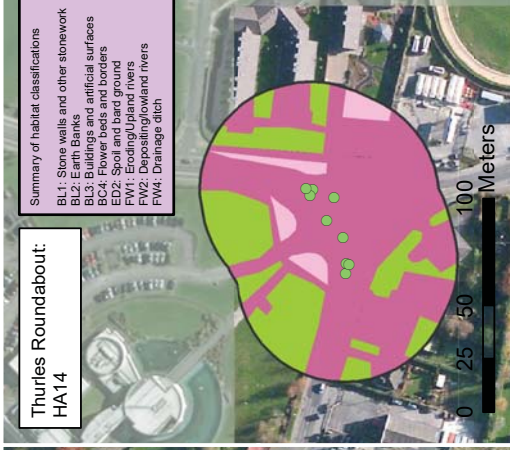 Thurles Roundabout:
HA14
Summary of habitat classifications
BL1: Stone walls and other stonework
BL2: Earth Banks
BL3: Buildings and artificial surfaces
BC4: Flower beds and borders
ED2: Spoil and bard ground
FW1: Eroding/Upland rivers
FW2: Depositing/lowland rivers
FW4: Drainage ditch
0 25 50 100
Meters